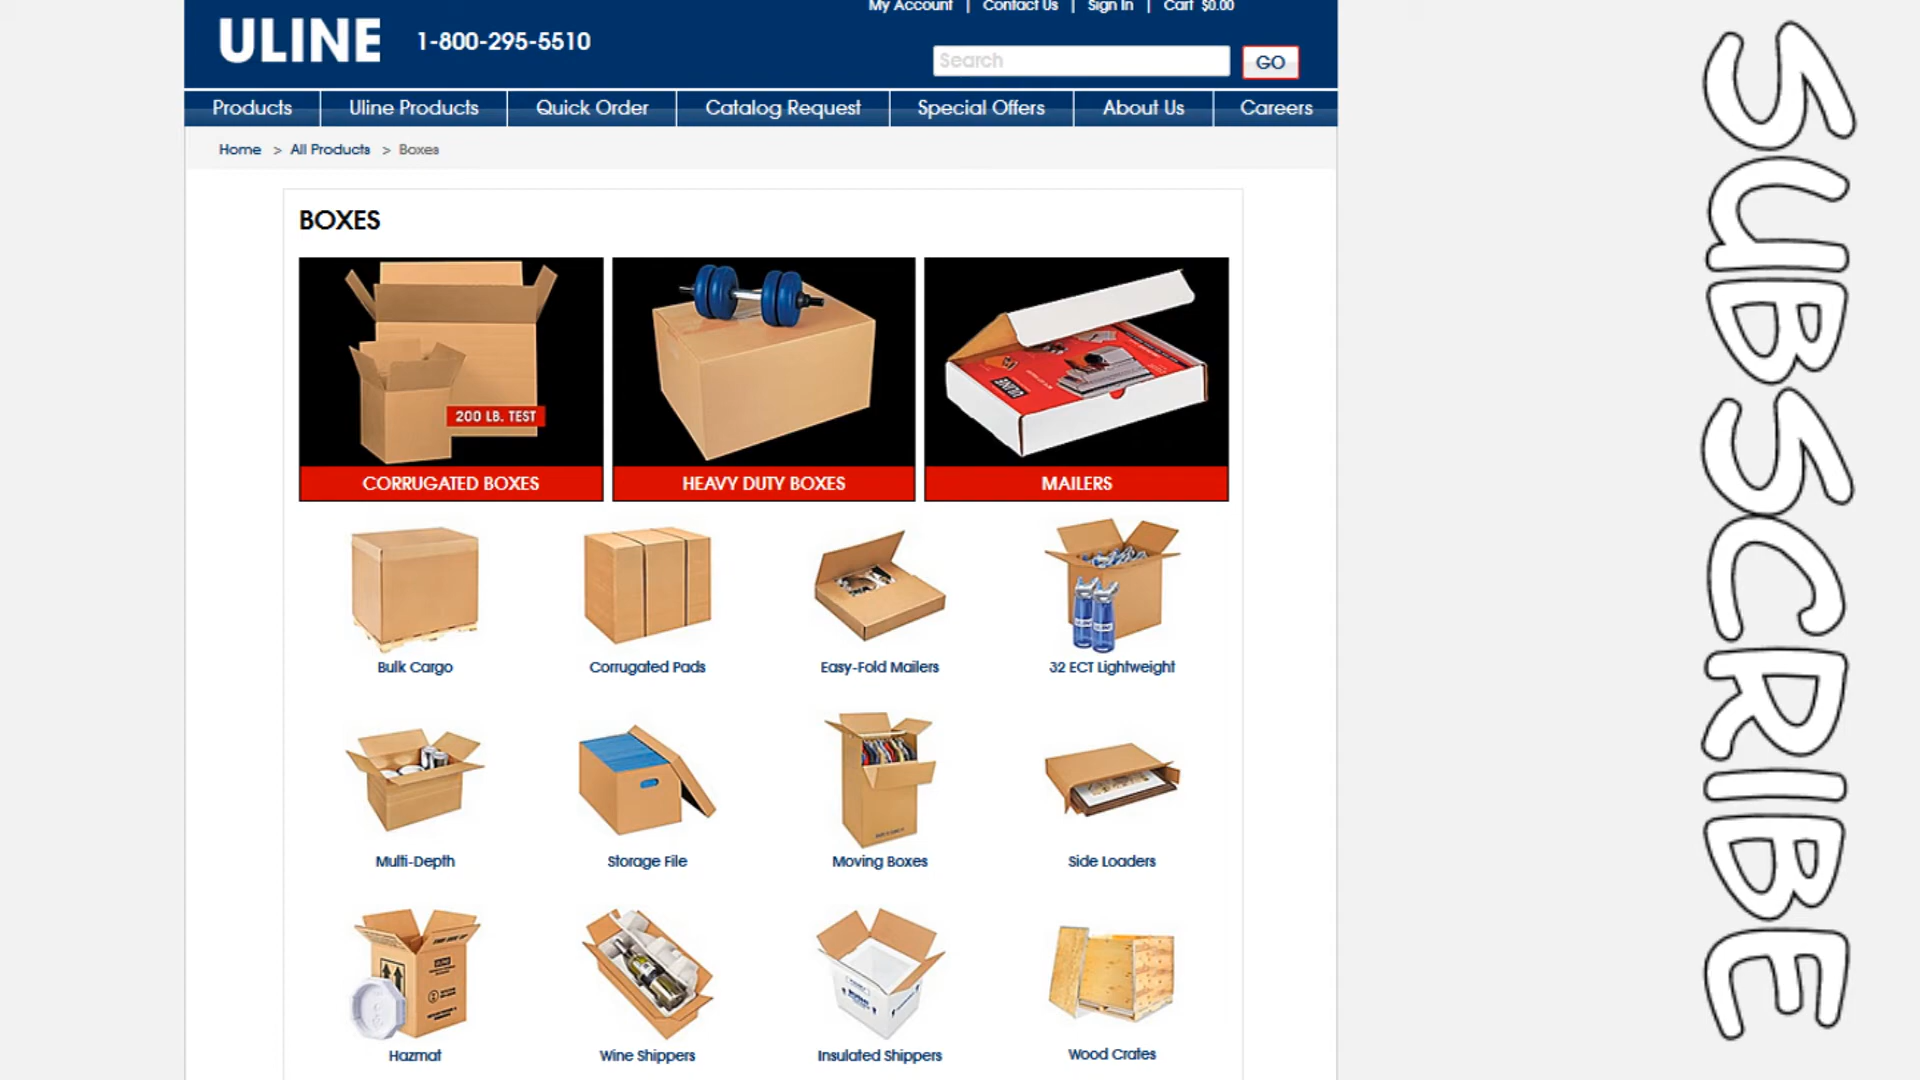 My Account | Contact Us | Sign In | Cart $0.00
ULINE 1-800-295-5510
Search GO
Products Uline Products Quick Order Catalog Request Special Offers About Us Careers
Home > All Products > Boxes
BOXES
200 LB. TEST
ULINE
CORRUGATED BOXES HEAVY DUTY BOXES MAILERS
Bulk Cargo Corrugated Pads Easy-Fold Mailers 32 ECT Lightweight
Multi-Depth Storage File Moving Boxes Side Loaders
Hazmat Wine Shippers Insulated Shippers Wood Crates
SUBSCRIBE